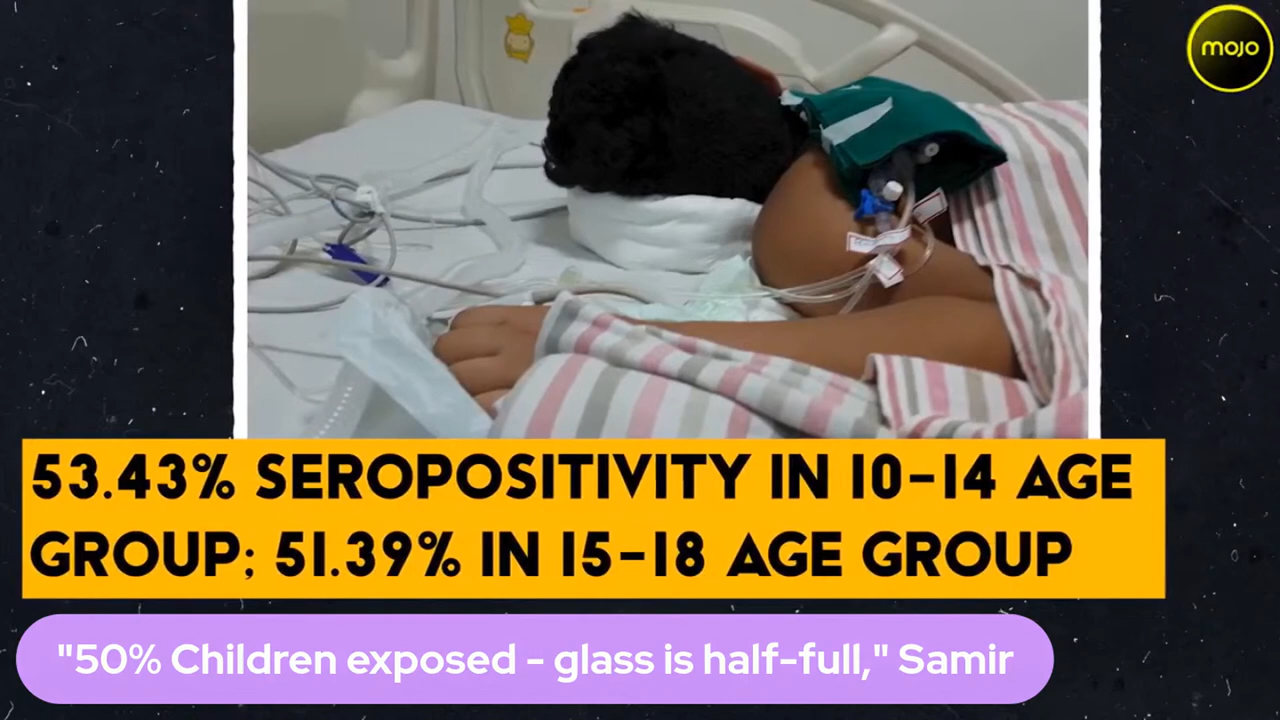 mojo
53.43% SEROPOSITIVITY IN 10-14 AGE
GROUP; 51.39% IN 15-18 AGE GROUP
"50% Children exposed - glass is half-full," Samir